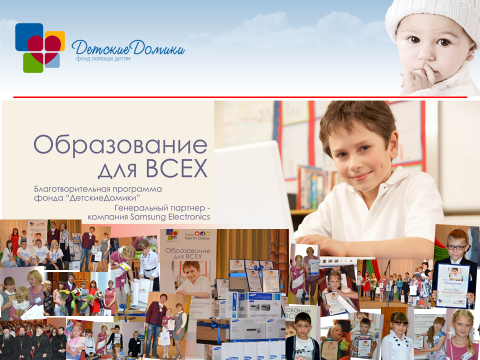 ДетскиеДомики
фонд помощи детям
Образование
для ВСЕХ
Благотворительная программа
фонда "ДетскиеДомики"
Генеральный партнер -
компания Samsung Electronics
Образование
для ВСЕХ